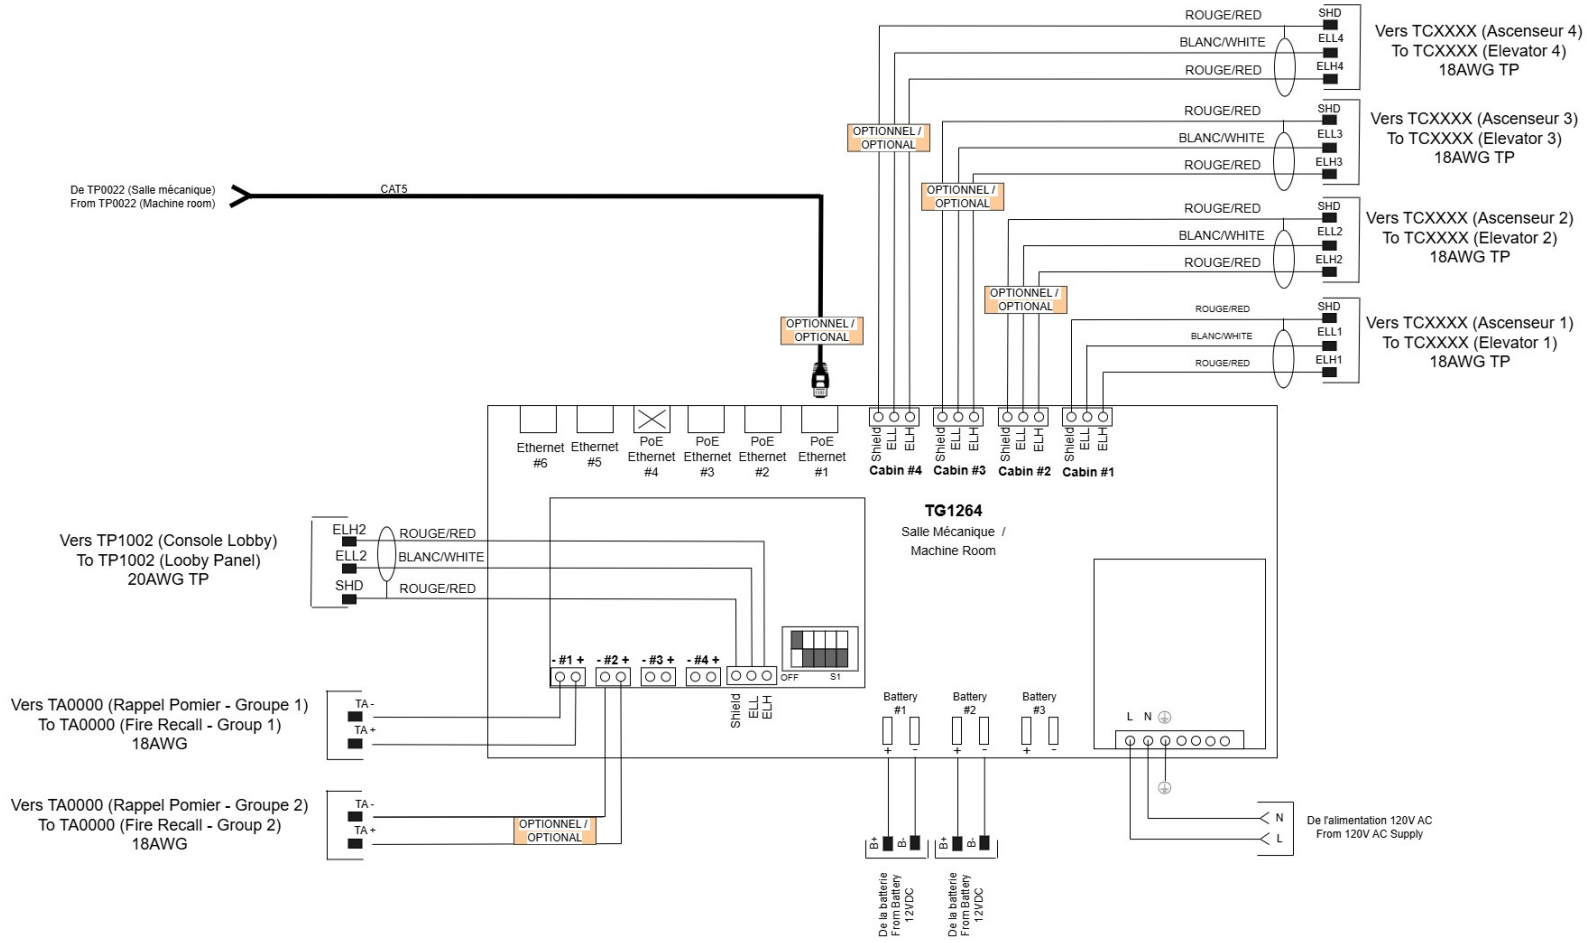 ROUGE/RED
BLANC/WHITE
ROUGE/RED
SHD
ELL4
ELH4
Vers TCXXXX (Ascenseur 4)
To TCXXXX (Elevator 4)
18AWG TP
OPTIONNEL /
OPTIONAL
ROUGE/RED
BLANC/WHITE
ROUGE/RED
SHD
ELL3
ELH3
Vers TCXXXX (Ascenseur 3)
To TCXXXX (Elevator 3)
18AWG TP
OPTIONNEL /
OPTIONAL
De TP0022 (Salle mécanique)
From TP0022 (Machine room)
CAT5
ROUGE/RED
BLANC/WHITE
ROUGE/RED
SHD
ELL2
ELH2
Vers TCXXXX (Ascenseur 2)
To TCXXXX (Elevator 2)
18AWG TP
OPTIONNEL /
OPTIONAL
OPTIONNEL /
OPTIONAL
ROUGE/RED
BLANC/WHITE
ROUGE/RED
SHD
ELL1
ELH1
Vers TCXXXX (Ascenseur 1)
To TCXXXX (Elevator 1)
18AWG TP
Ethernet
#6
Ethernet
#5
PoE
Ethernet
#4
PoE
Ethernet
#3
PoE
Ethernet
#2
PoE
Ethernet
#1
Shield
ELL
ELH
Cabin #4
Shield
ELL
ELH
Cabin #3
Shield
ELL
ELH
Cabin #2
Shield
ELL
ELH
Cabin #1
TG1264
Salle Mécanique /
Machine Room
Vers TP1002 (Console Lobby)
To TP1002 (Looby Panel)
20AWG TP
ELH2
ELL2
SHD
ROUGE/RED
BLANC/WHITE
ROUGE/RED
- #1 +
- #2 +
- #3 +
- #4 +
Shield
ELL
ELH
OFF
S1
Battery
#1
+ -
Battery
#2
+ -
Battery
#3
+ -
L N
Vers TA0000 (Rappel Pomier - Groupe 1)
To TA0000 (Fire Recall - Group 1)
18AWG
TA -
TA +
Vers TA0000 (Rappel Pomier - Groupe 2)
To TA0000 (Fire Recall - Group 2)
18AWG
TA -
TA +
OPTIONNEL /
OPTIONAL
B+
B-
De la batterie
From Battery
12VDC
B+
B-
De la batterie
From Battery
12VDC
N
L
De l'alimentation 120V AC
From 120V AC Supply